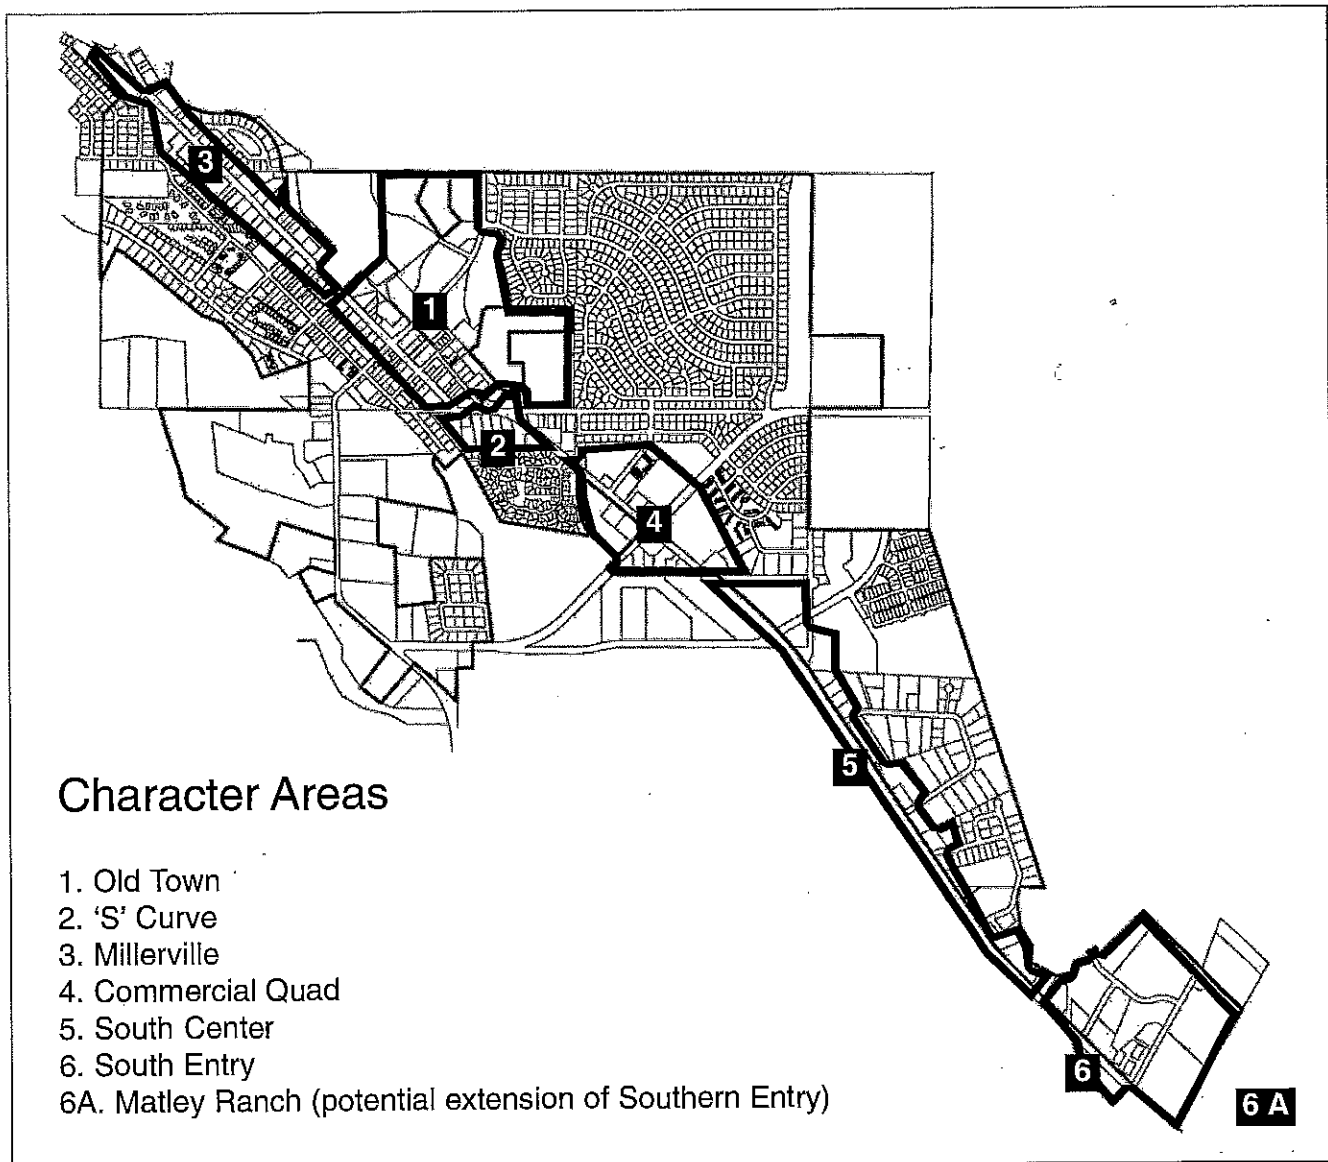 3
1
2
4
5
6
6 A
Character Areas
1. Old Town
2. ‘S’ Curve
3. Millerville
4. Commercial Quad
5. South Center
6. South Entry
6A. Matley Ranch (potential extension of Southern Entry)